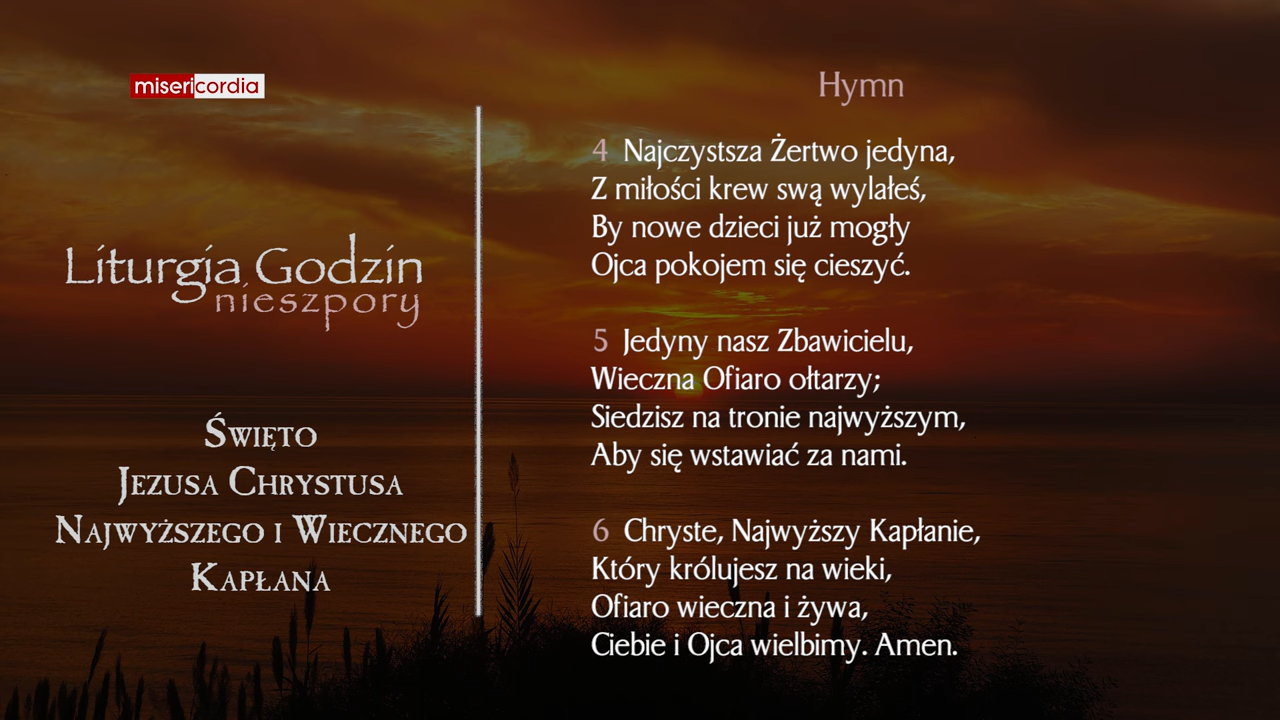 misericordia
Liturgia Godzin
nieszpory
Święto
Jezusa Chrystusa
Najwyższego i Wiecznego
Kapłana
Hymn
4 Najczystsza Żertwo jedyna,
Z miłości krew swą wylałeś,
By nowe dzieci już mogły
Ojca pokojem się cieszyć.
5 Jedyny nasz Zbawicielu,
Wieczna Ofiaro ołtarzy;
Siedzisz na tronie najwyższym,
Aby się wstawiać za nami.
6 Chryste, Najwyższy Kapłanie,
Który królujesz na wieki,
Ofiaro wieczna i żywa,
Ciebie i Ojca wielbimy. Amen.